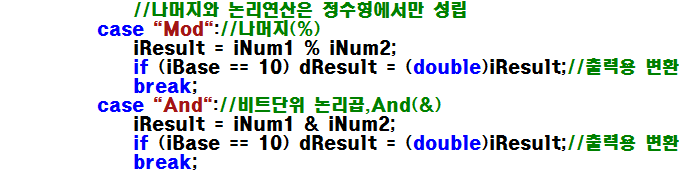 //나머지와 논리연산은 정수형에서만 성립
case “Mod“://나머지(%)
iResult = iNum1 % iNum2;
if (iBase == 10) dResult = (double)iResult;//출력용 변환
break;
case “And“://비트단위 논리곱,And(&)
iResult = iNum1 & iNum2;
if (iBase == 10) dResult = (double)iResult;//출력용 변환
break;